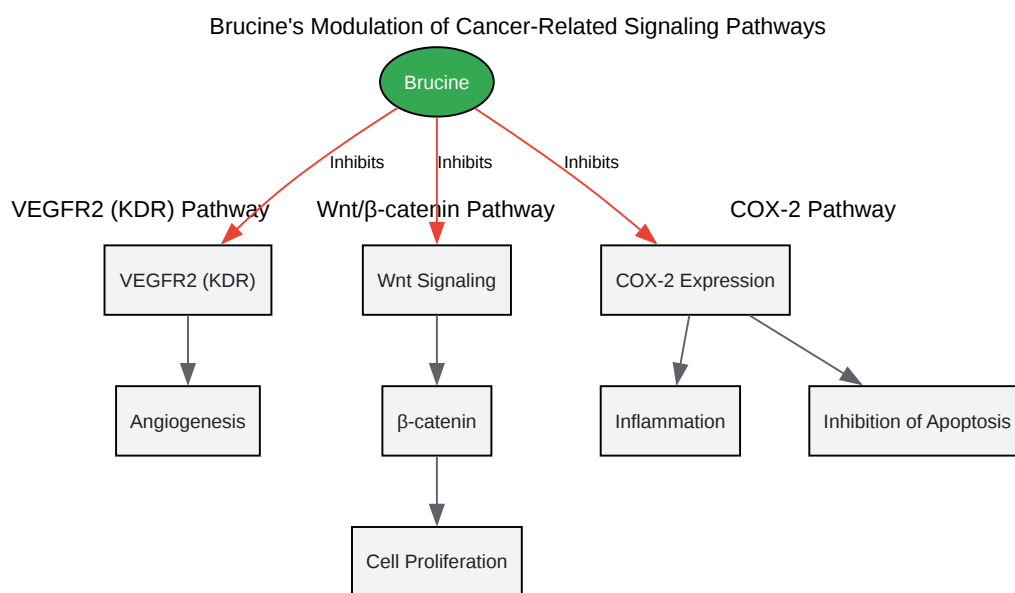 Brucine's Modulation of Cancer-Related Signaling Pathways
Brucine
Inhibits
Inhibits
Inhibits
VEGFR2 (KDR) Pathway
Wnt/β-catenin Pathway
COX-2 Pathway
VEGFR2 (KDR)
Wnt Signaling
COX-2 Expression
Angiogenesis
β-catenin
Inflammation
Inhibition of Apoptosis
Cell Proliferation